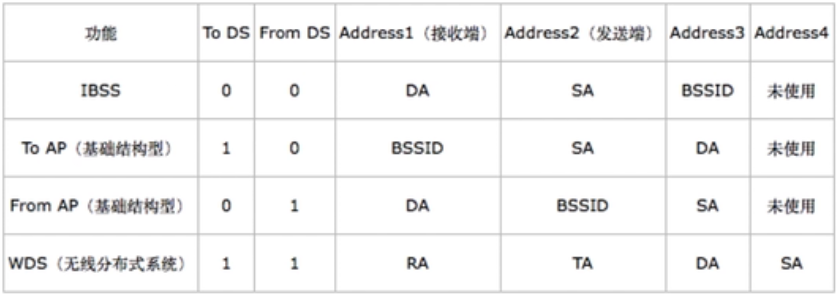 功能 To DS From DS Address1（接收端） Address2（发送端） Address3 Address4
IBSS 0 0 DA SA BSSID 未使用
To AP（基础结构型） 1 0 BSSID SA DA 未使用
From AP（基础结构型） 0 1 DA BSSID SA 未使用
WDS（无线分布式系统） 1 1 RA TA DA SA